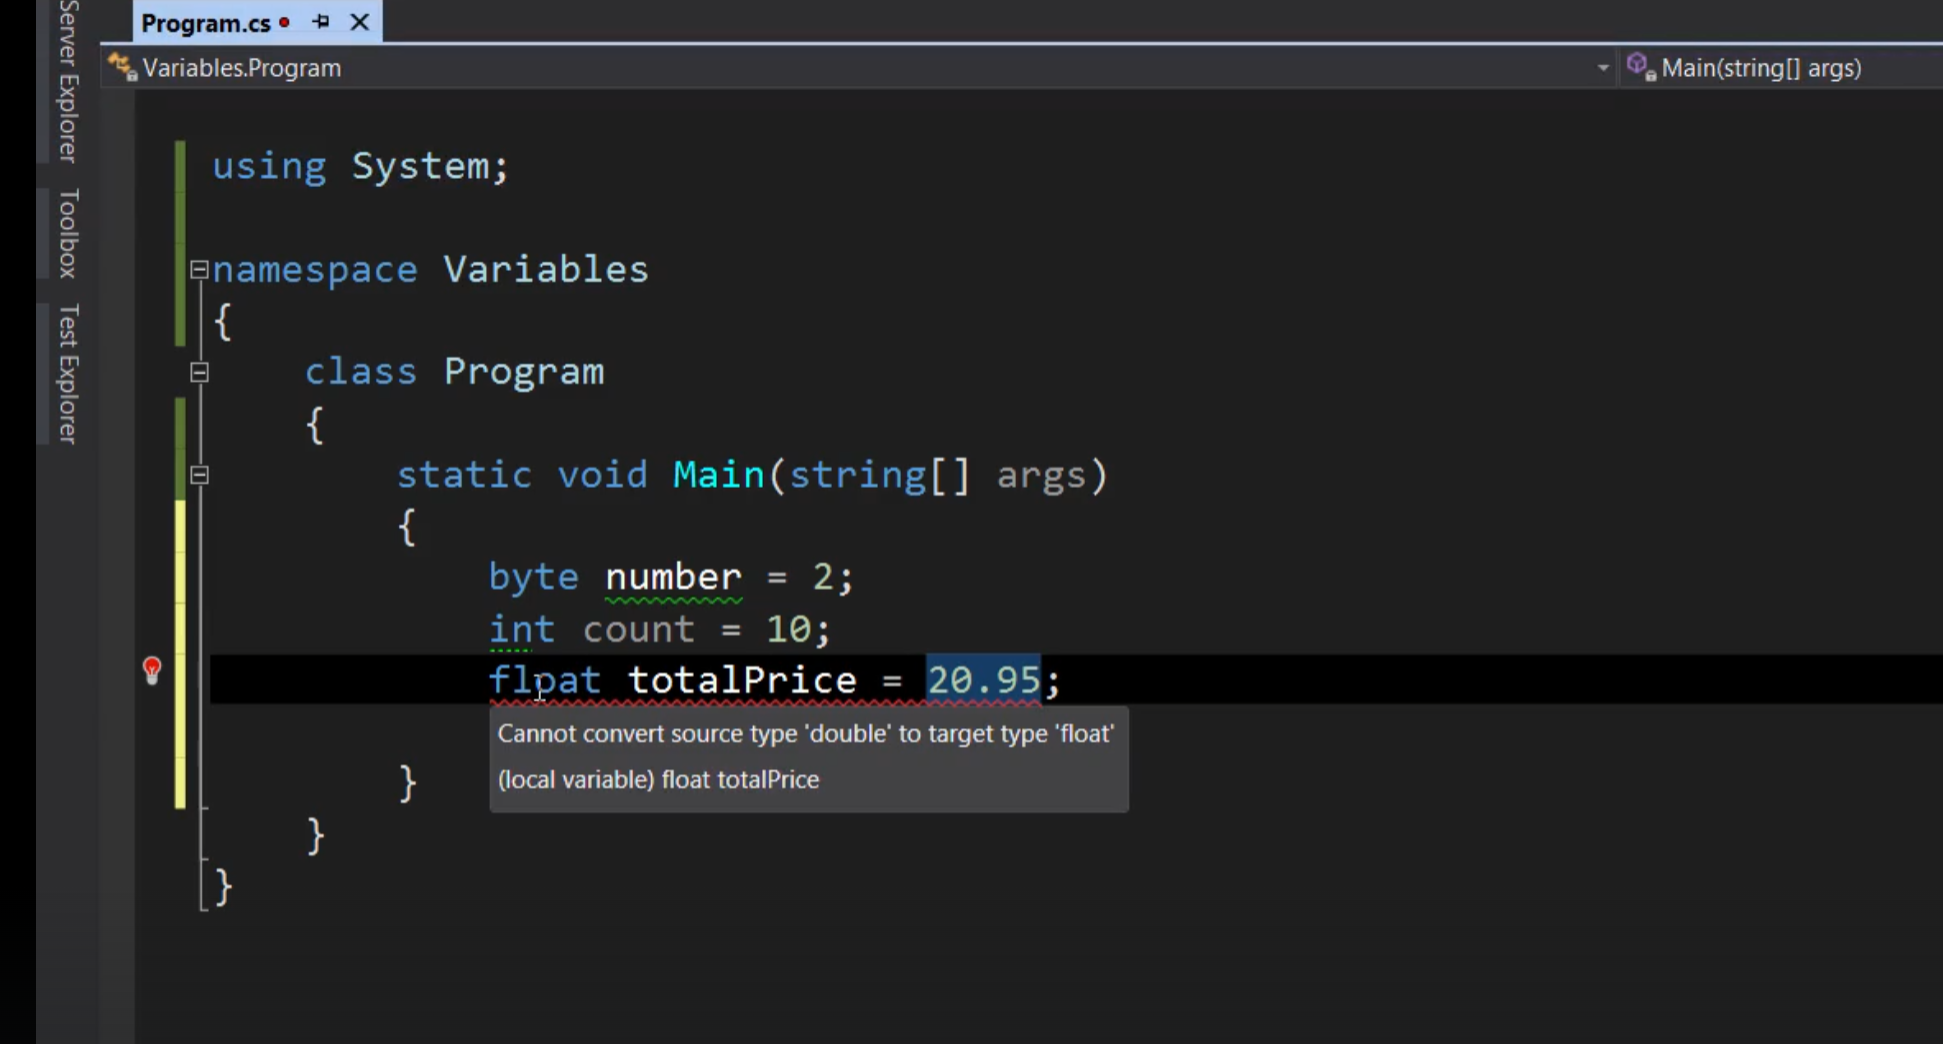 Program.cs
Variables.Program
Main(string[] args)
Server Explorer
Toolbox
Test Explorer
using System;
namespace Variables
{
class Program
{
static void Main(string[] args)
{
byte number = 2;
int count = 10;
float totalPrice = 20.95;
Cannot convert source type 'double' to target type 'float'
(local variable) float totalPrice
}
}
}